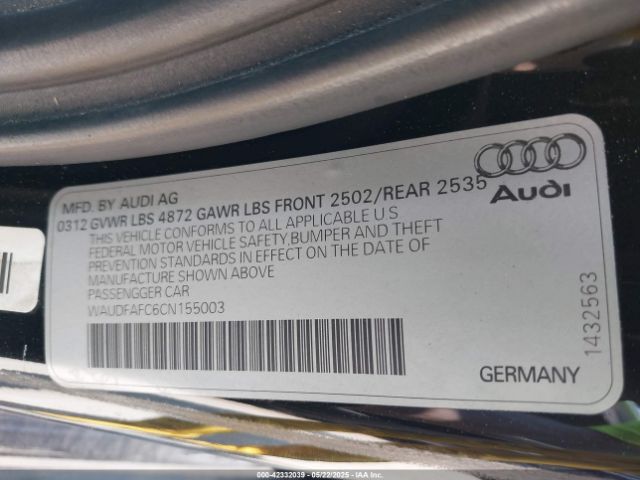 MFD. BY AUDI AG
0312 GVWR LBS 4872 GAWR LBS FRONT 2502/REAR 2535
THIS VEHICLE CONFORMS TO ALL APPLICABLE U.S
FEDERAL MOTOR VEHICLE SAFETY,BUMPER AND THEFT
PREVENTION STANDARDS IN EFFECT ON THE DATE OF
MANUFACTURE SHOWN ABOVE
PASSENGGER CAR
WAUDFAFC6CN155003
Audi
1432563
GERMANY
000-42332039 - 05/22/2025 - IAAI.COM